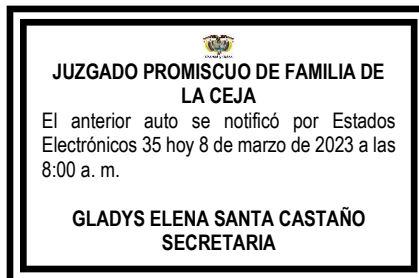 JUZGADO PROMISCUO DE FAMILIA DE
LA CEJA
El anterior auto se notificó por Estados
Electrónicos 35 hoy 8 de marzo de 2023 a las
8:00 a. m.
GLADYS ELENA SANTA CASTAÑO
SECRETARIA